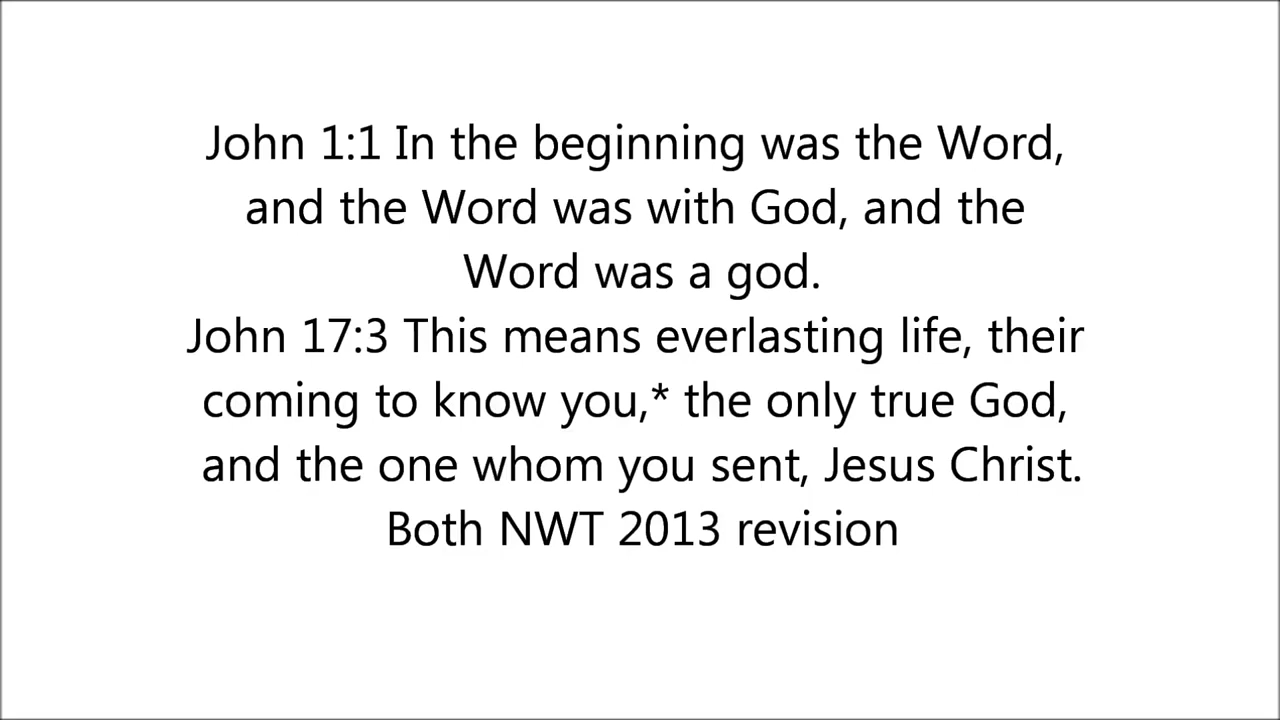 John 1:1 In the beginning was the Word,
and the Word was with God, and the
Word was a god.
John 17:3 This means everlasting life, their
coming to know you,* the only true God,
and the one whom you sent, Jesus Christ.
Both NWT 2013 revision